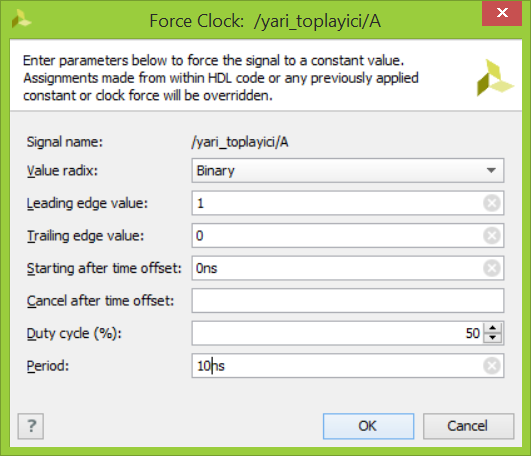 Force Clock: /yari_toplayici/A
Enter parameters below to force the signal to a constant value.
Assignments made from within HDL code or any previously applied
constant or clock force will be overridden.
Signal name: /yari_toplayici/A
Value radix: Binary
Leading edge value: 1
Trailing edge value: 0
Starting after time offset: 0ns
Cancel after time offset:
Duty cycle (%): 50
Period: 10ns
? OK Cancel